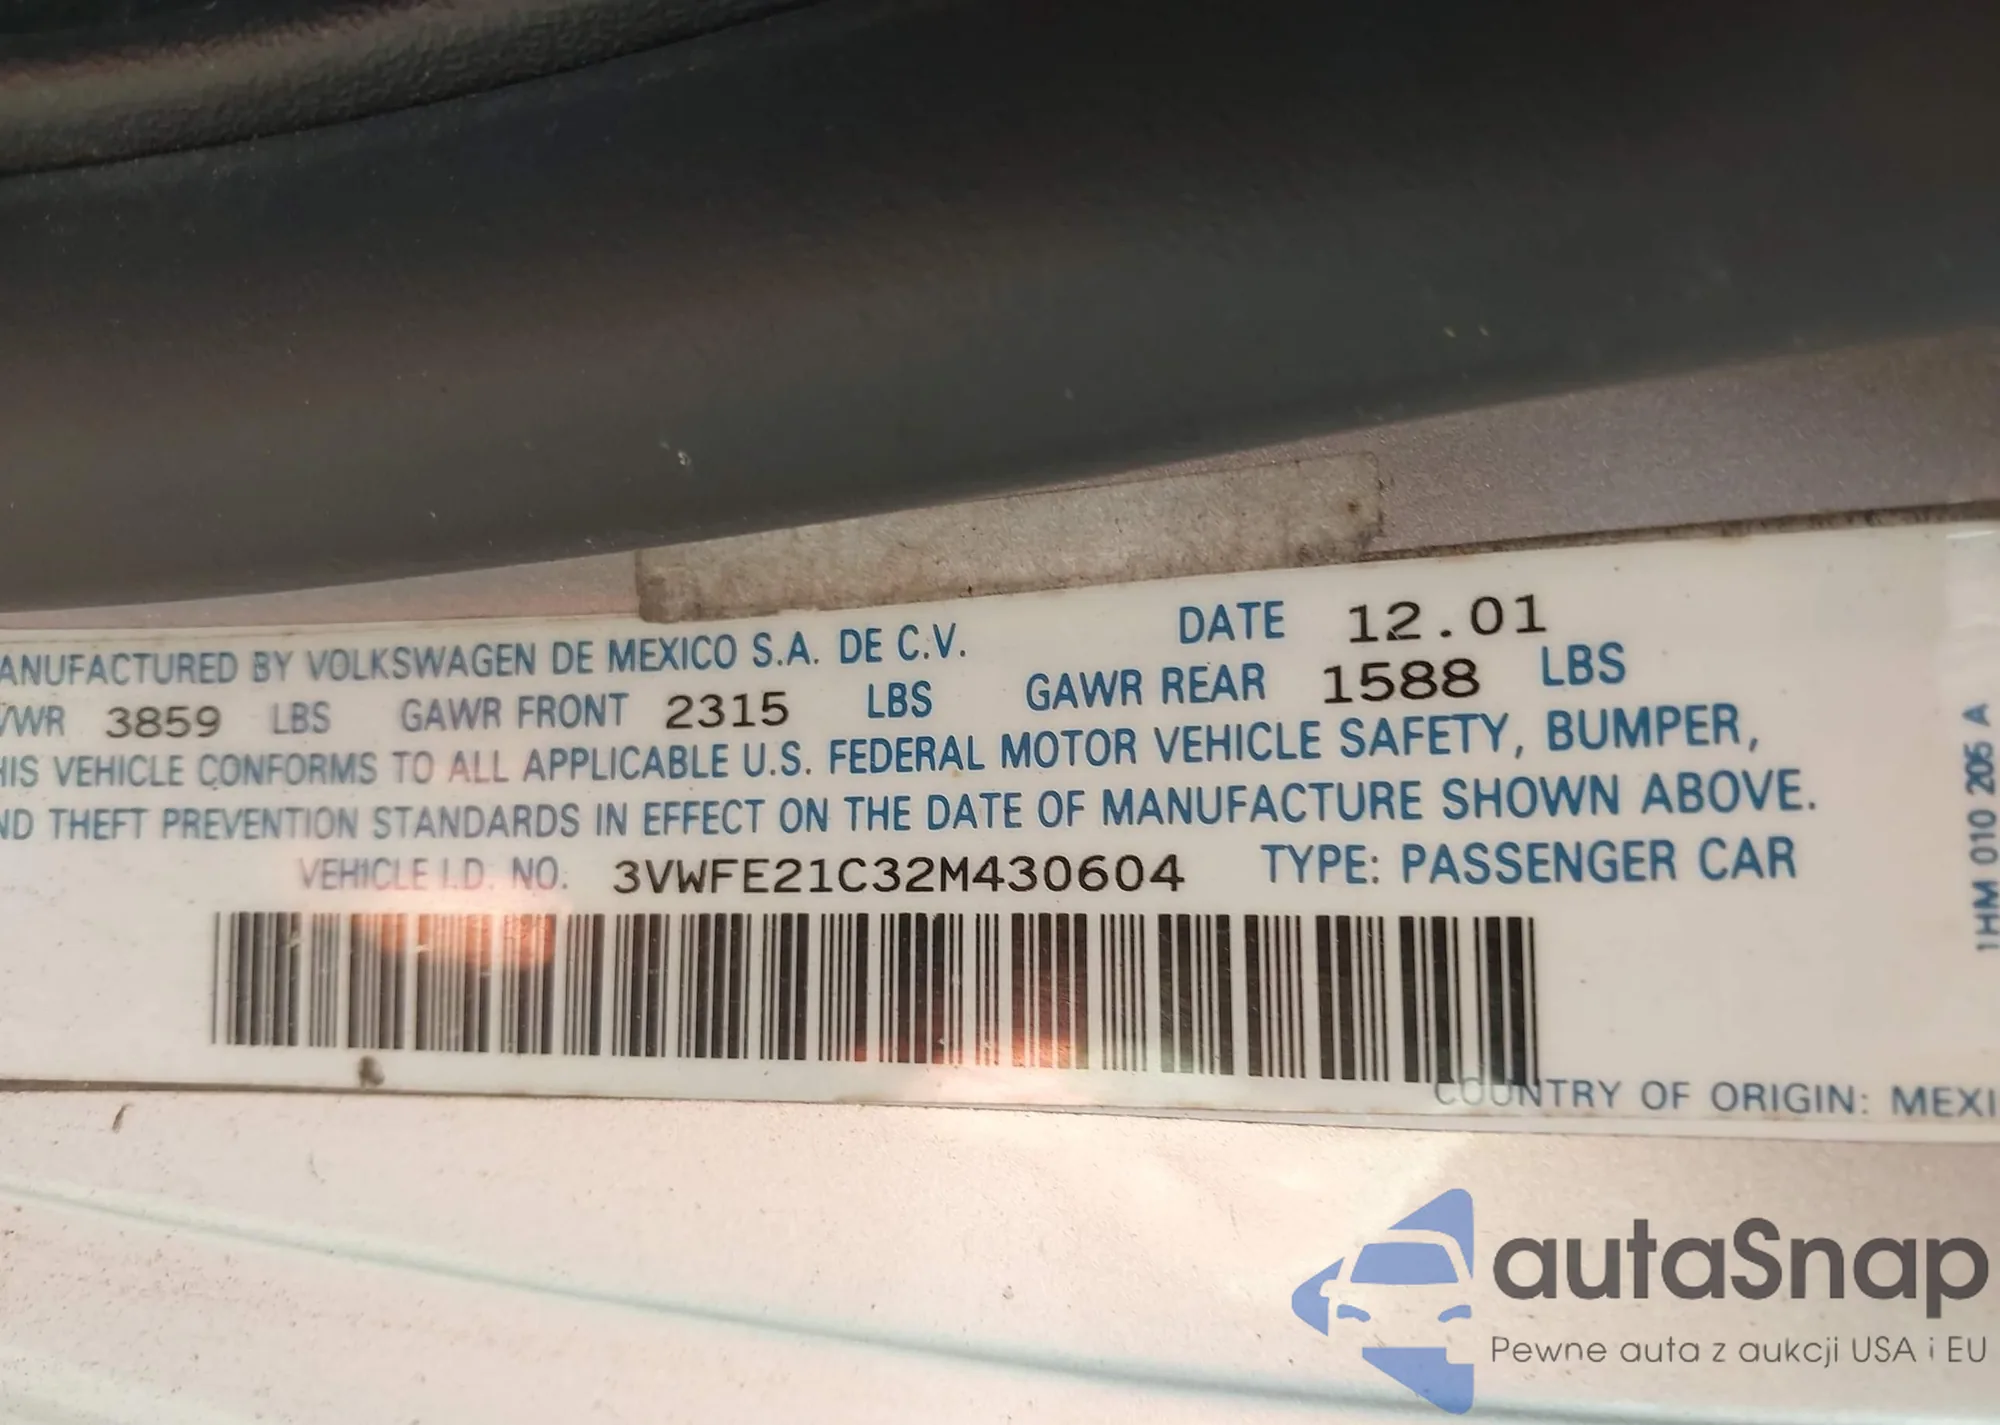 ANUFACTURED BY VOLKSWAGEN DE MEXICO S.A. DE C.V. DATE 12.01
VWR 3859 LBS GAWR FRONT 2315 LBS GAWR REAR 1588 LBS
HIS VEHICLE CONFORMS TO ALL APPLICABLE U.S. FEDERAL MOTOR VEHICLE SAFETY, BUMPER,
ND THEFT PREVENTION STANDARDS IN EFFECT ON THE DATE OF MANUFACTURE SHOWN ABOVE.
VEHICLE I.D. NO. 3VWFE21C32M430604 TYPE: PASSENGER CAR
COUNTRY OF ORIGIN: MEXI
1HM 010 205 A
autaSnap
Pewne auta z aukcji USA i EU